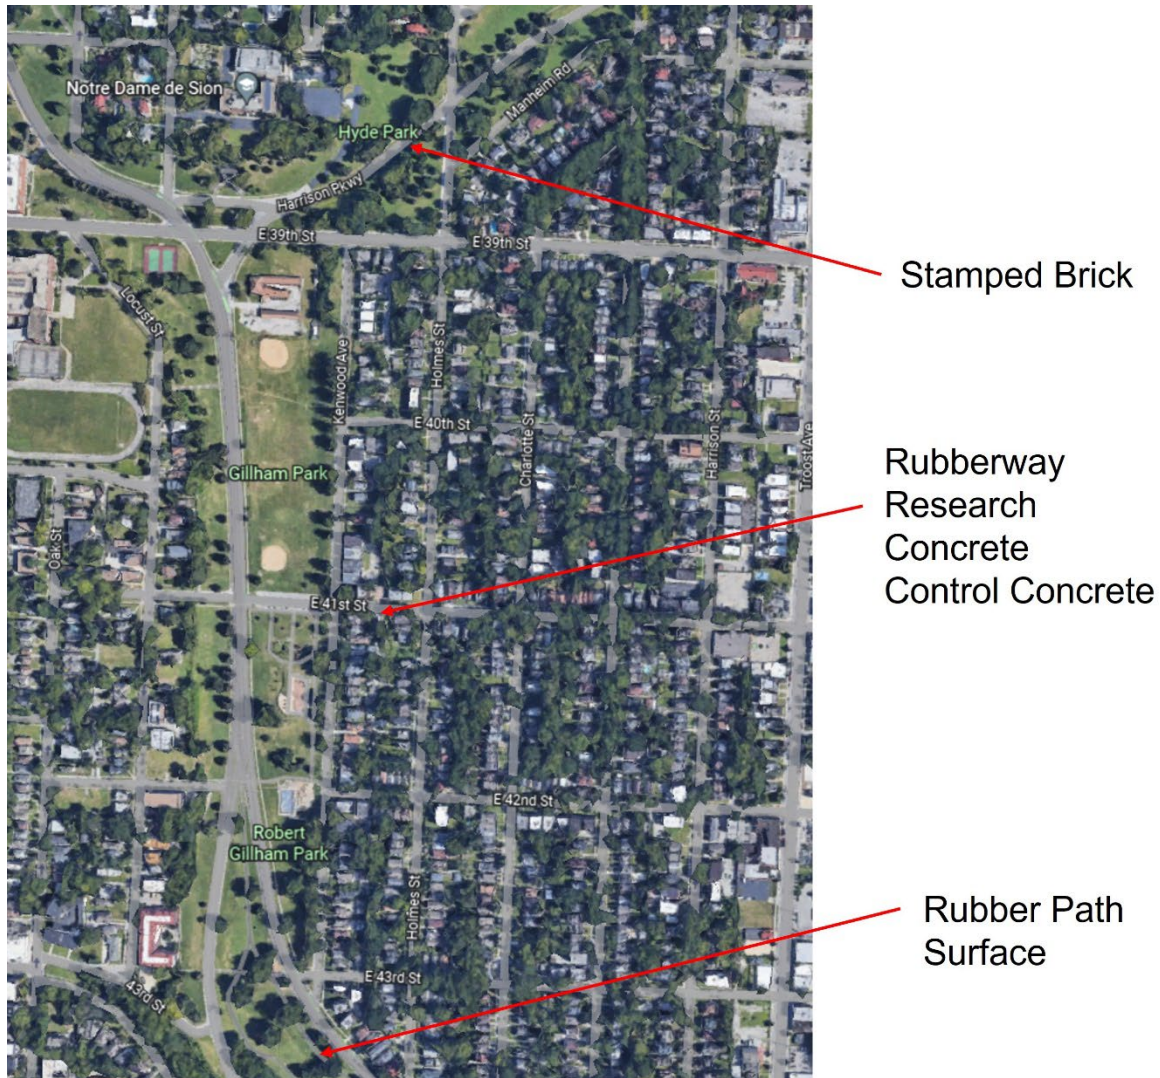 Notre Dame de Sion
Manheim Rd
Hyde Park
Harrison Pkwy
E 39th St
E 39th St
Stamped Brick
Locust St
Kenwood Ave
Holmes St
E 40th St
Charlotte St
Harrison St
Troost Ave
Gillham Park
Oak St
Rubberway
Research
Concrete
Control Concrete
E 41st St
E 42nd St
Robert
Gillham Park
Holmes St
E 43rd St
43rd St
Rubber Path
Surface